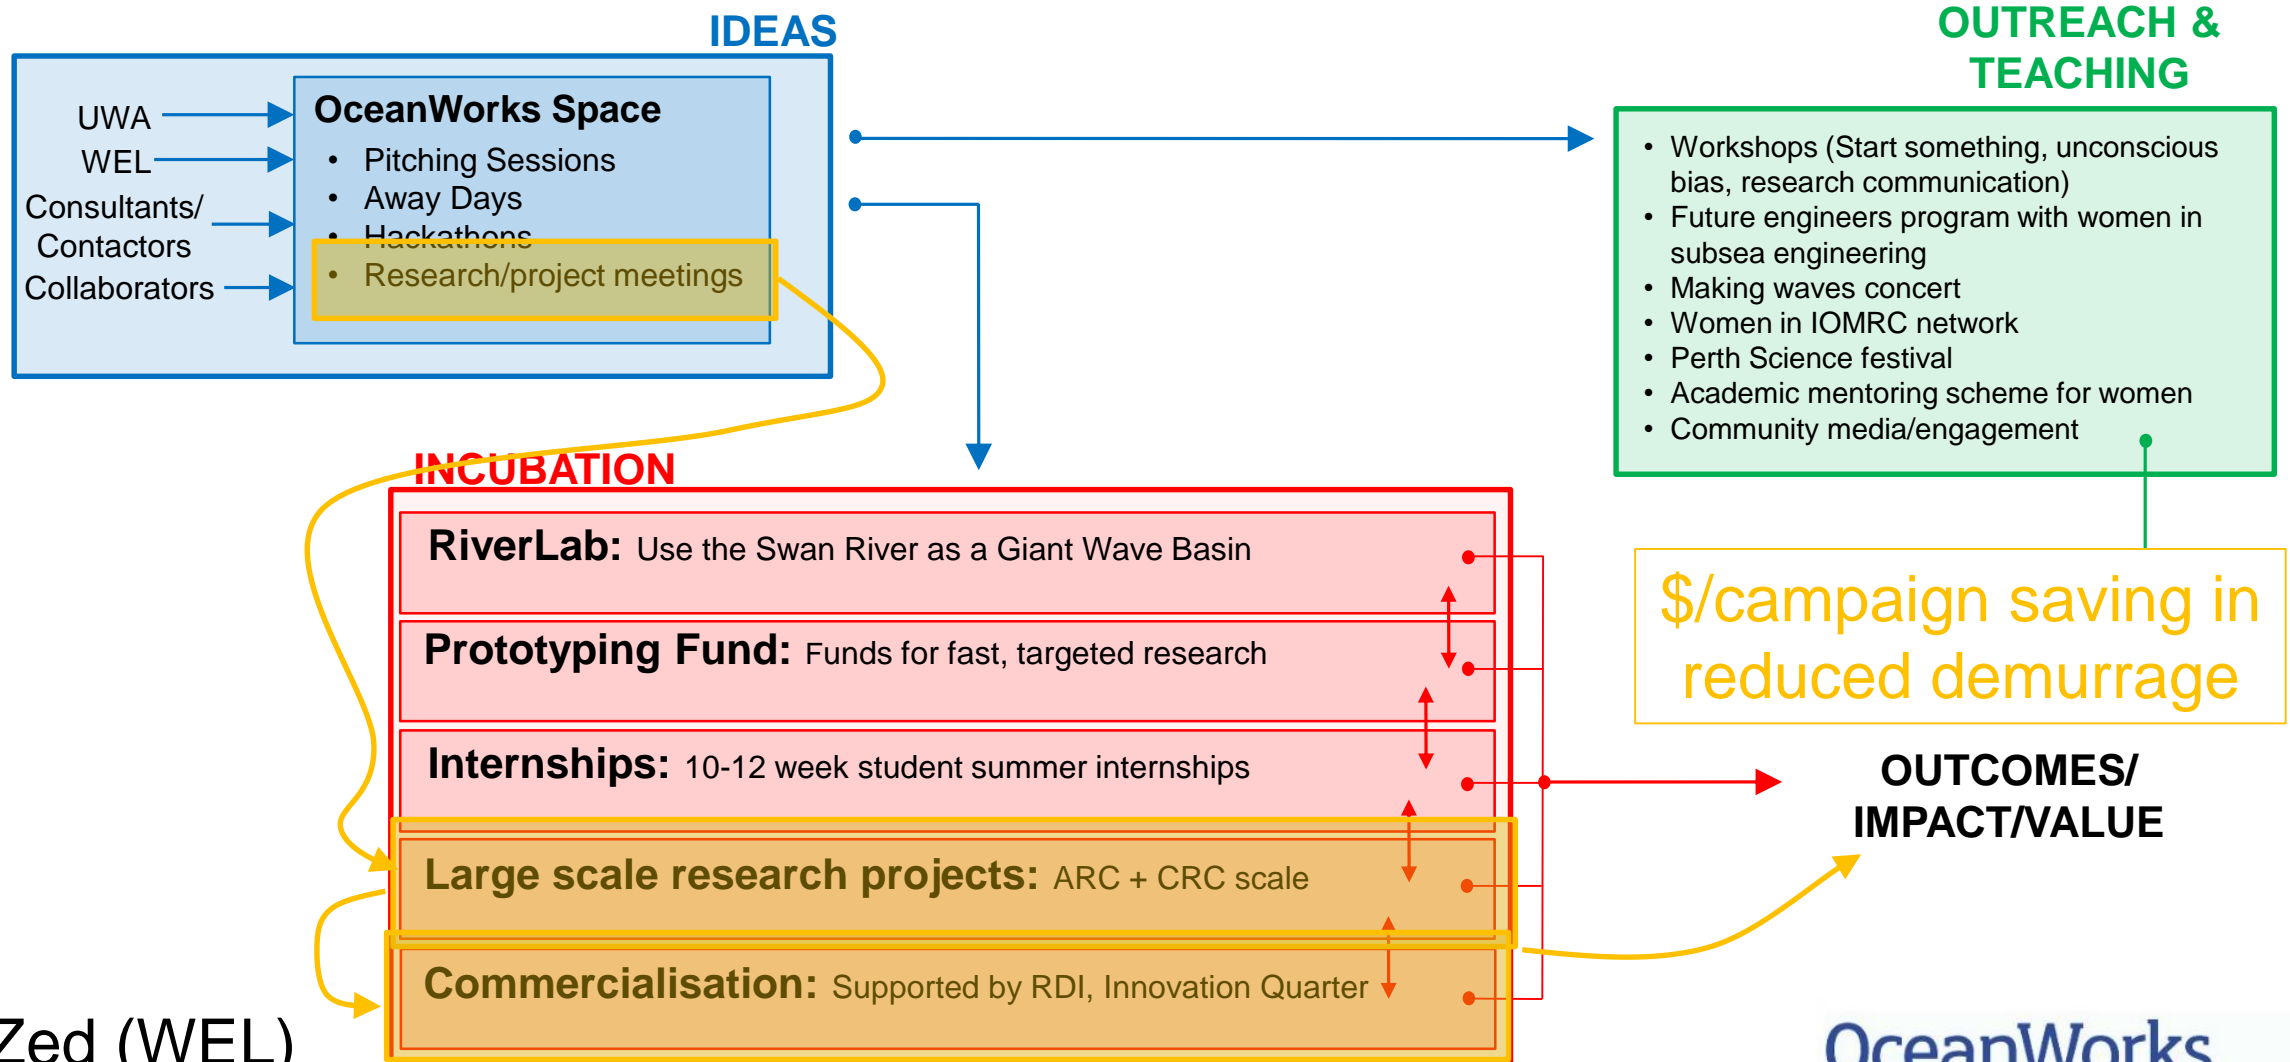 IDEAS
UWA
WEL
Consultants/
Contactors
Collaborators
OceanWorks Space
• Pitching Sessions
• Away Days
• Hackathons
• Research/project meetings
OUTREACH &
TEACHING
• Workshops (Start something, unconscious
bias, research communication)
• Future engineers program with women in
subsea engineering
• Making waves concert
• Women in IOMRC network
• Perth Science festival
• Academic mentoring scheme for women
• Community media/engagement
INCUBATION
RiverLab: Use the Swan River as a Giant Wave Basin
Prototyping Fund: Funds for fast, targeted research
Internships: 10-12 week student summer internships
Large scale research projects: ARC + CRC scale
Commercialisation: Supported by RDI, Innovation Quarter
$/campaign saving in
reduced demurrage
OUTCOMES/
IMPACT/VALUE
Zed (WEL)
OceanWorks